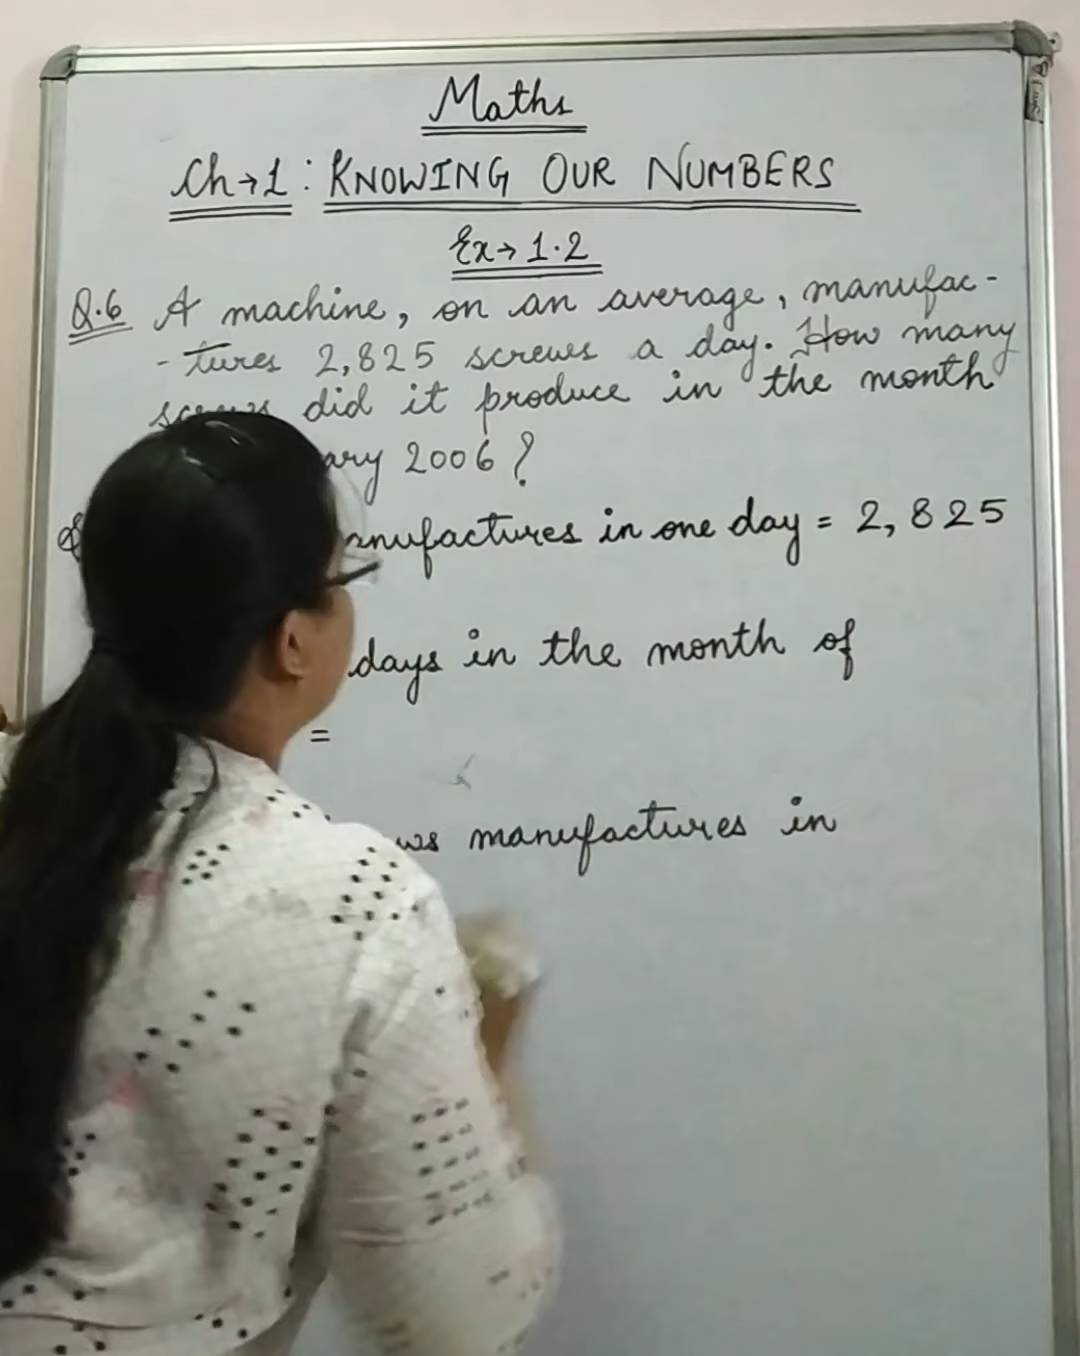 Maths
Ch→1: KNOWING OUR NUMBERS
Ex→ 1.2
Q.6 A machine, on an average, manufac-
-tures 2,825 screws a day. How many
screws did it produce in the month
ary 2006?
anufactures in one day = 2,825
days in the month of
=
ws manufactures in